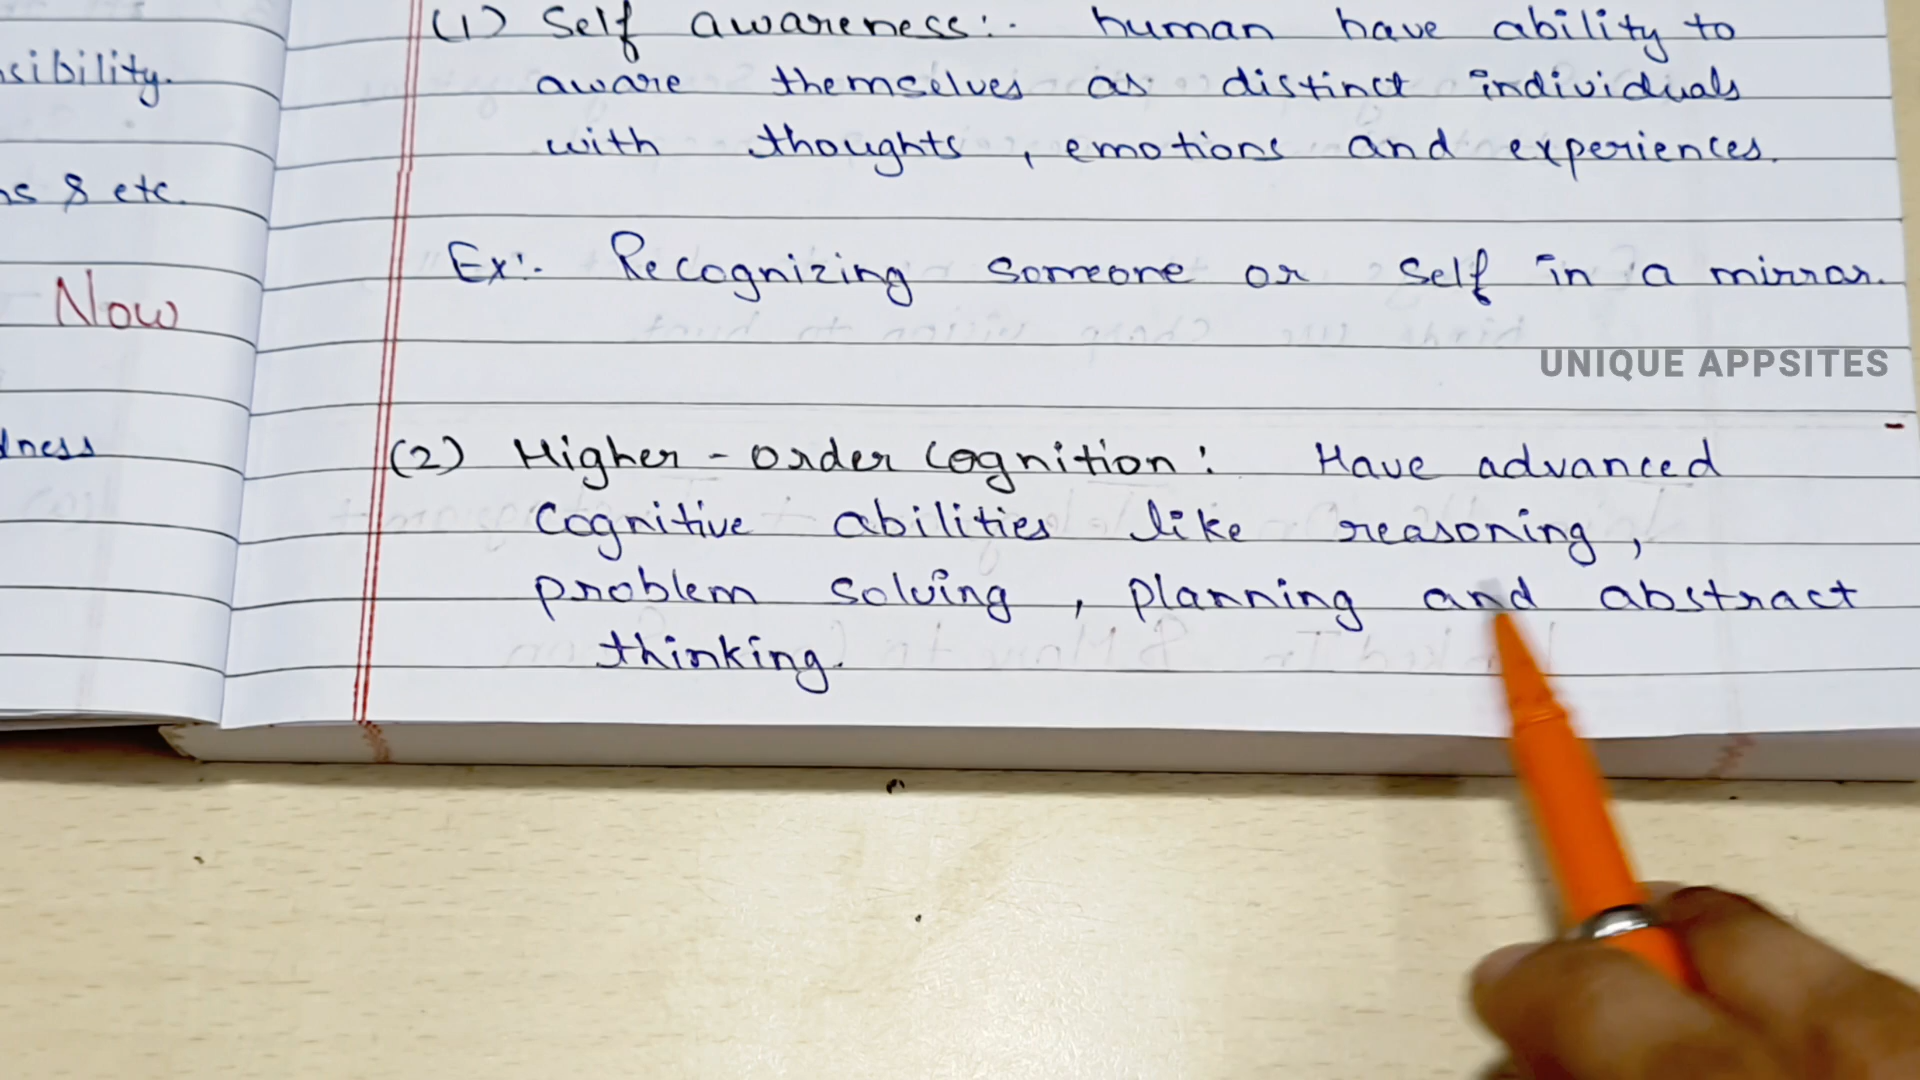 sibility.
ns & etc.
Now
dness
(1) Self awareness:- human have ability to
aware themselves as distinct individuals
with thoughts, emotions and experiences.
Ex:- Recognizing someone or self in a mirror.
UNIQUE APPSITES
(2) Higher-order Cognition: Have advanced
cognitive abilities like reasoning,
problem solving, planning and abstract
thinking.